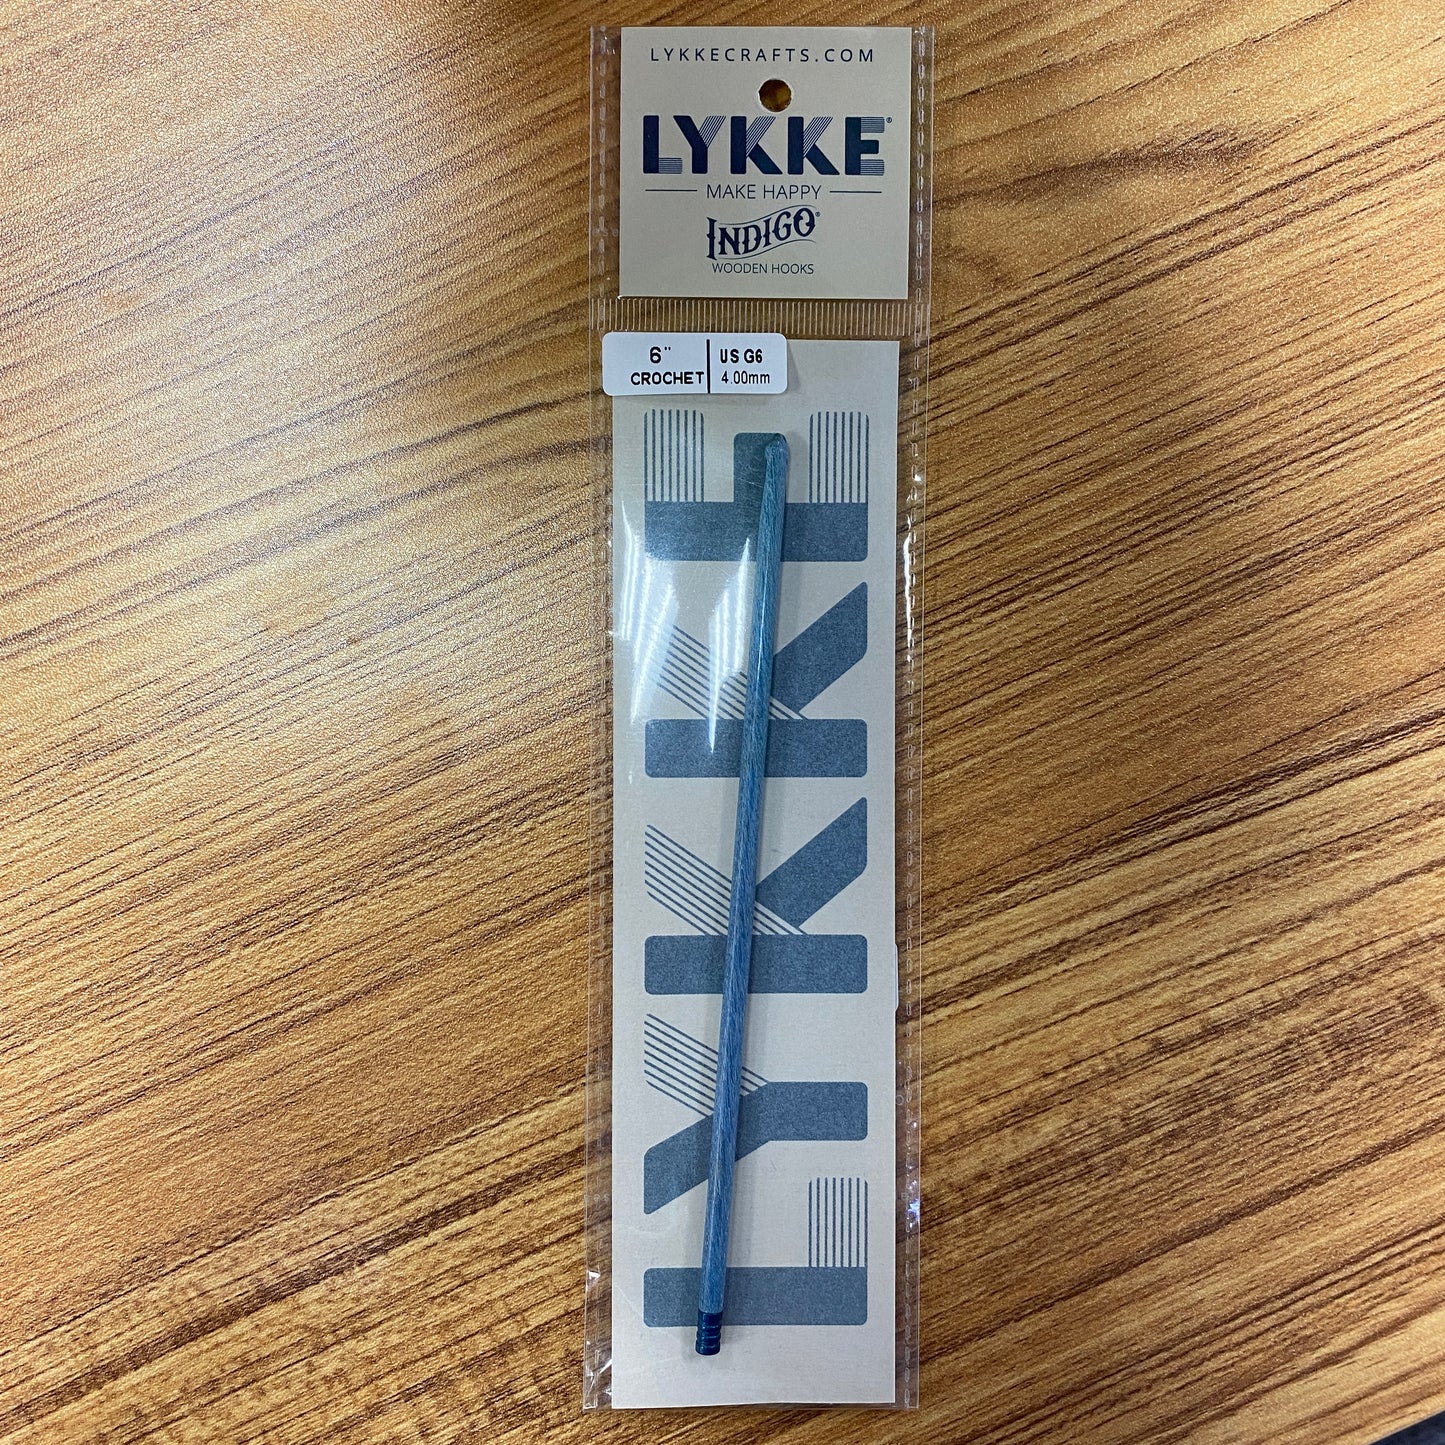 LYKKECRAFTS.COM
LYKKE®
MAKE HAPPY
INDIGO®
WOODEN HOOKS
6" US G6
CROCHET 4.00mm
LYKKE